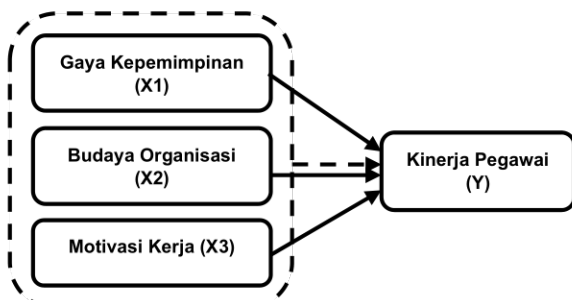 Gaya Kepemimpinan
(X1)
Budaya Organisasi
(X2)
Motivasi Kerja (X3)
Kinerja Pegawai
(Y)